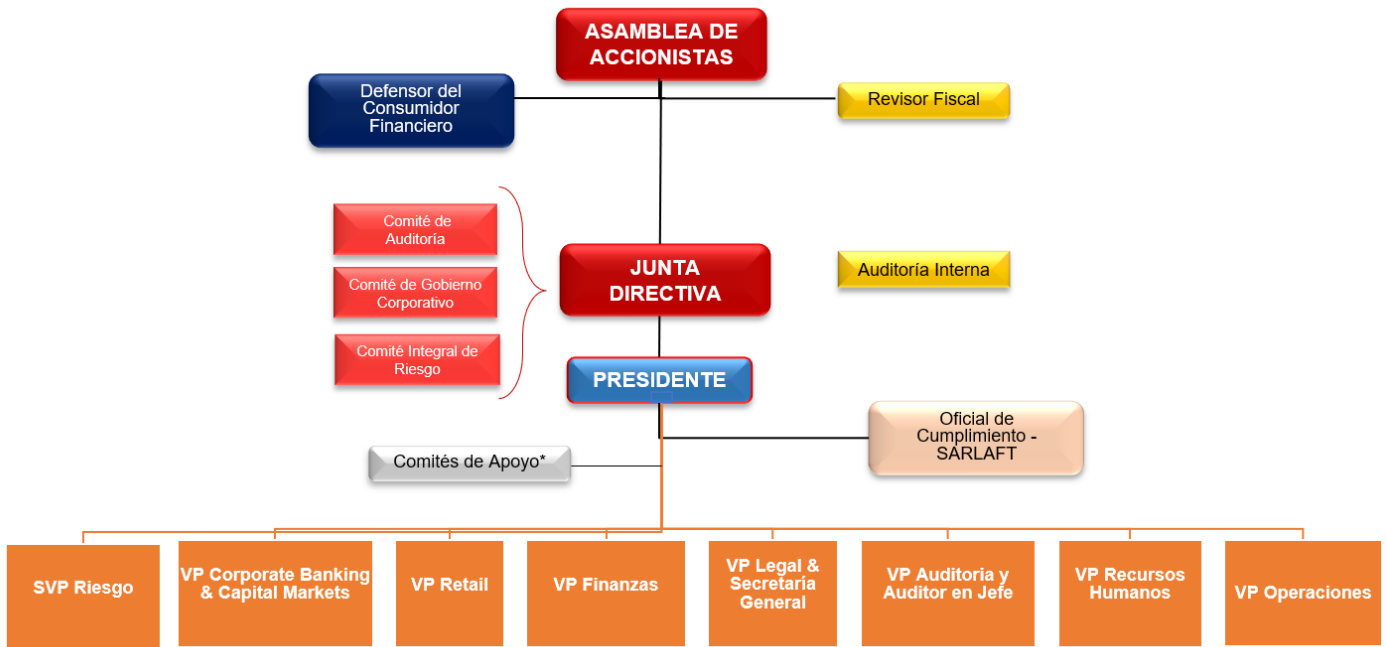 ASAMBLEA DE
ACCIONISTAS
Defensor del
Consumidor
Financiero
Revisor Fiscal
Comité de
Auditoría
Comité de Gobierno
Corporativo
Comité Integral de
Riesgo
JUNTA
DIRECTIVA
Auditoría Interna
PRESIDENTE
Oficial de
Cumplimiento -
SARLAFT
Comités de Apoyo*
SVP Riesgo
VP Corporate Banking
& Capital Markets
VP Retail
VP Finanzas
VP Legal &
Secretaría
General
VP Auditoria y
Auditor en Jefe
VP Recursos
Humanos
VP Operaciones